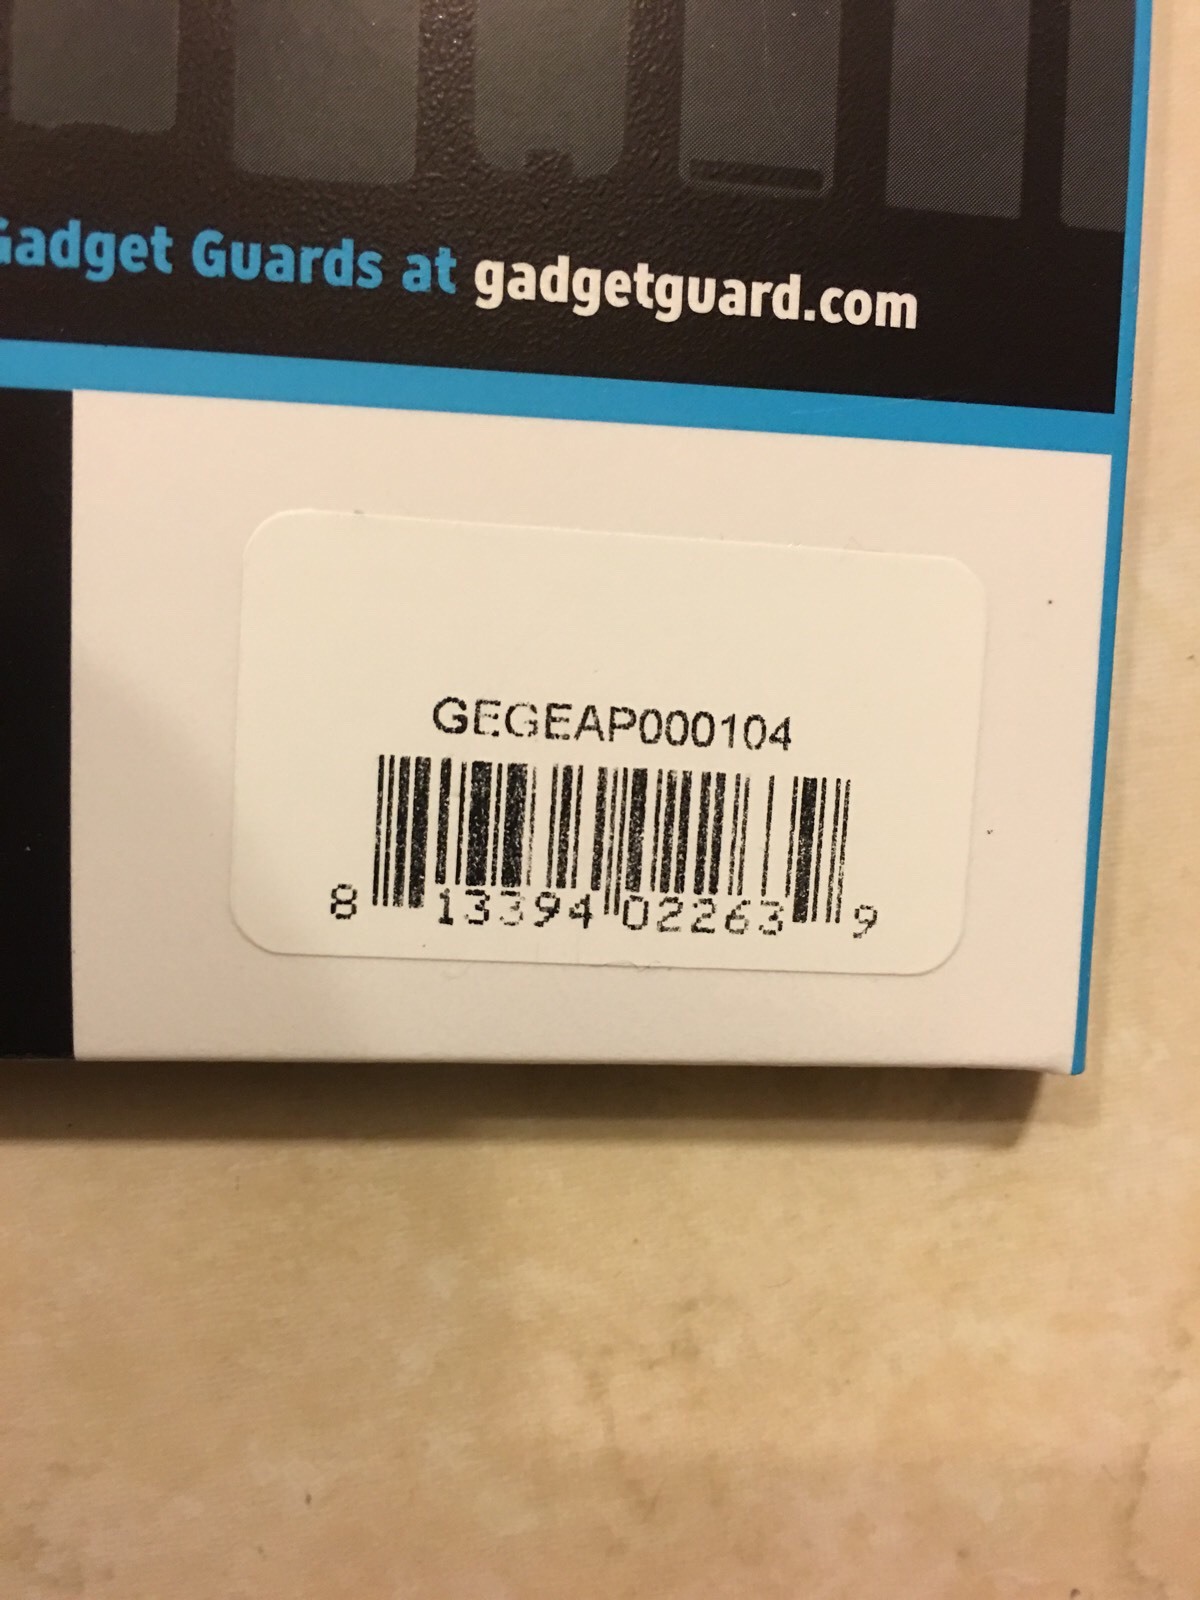 Gadget Guards at gadgetguard.com
GEGEAP000104
8 13394 02263 9